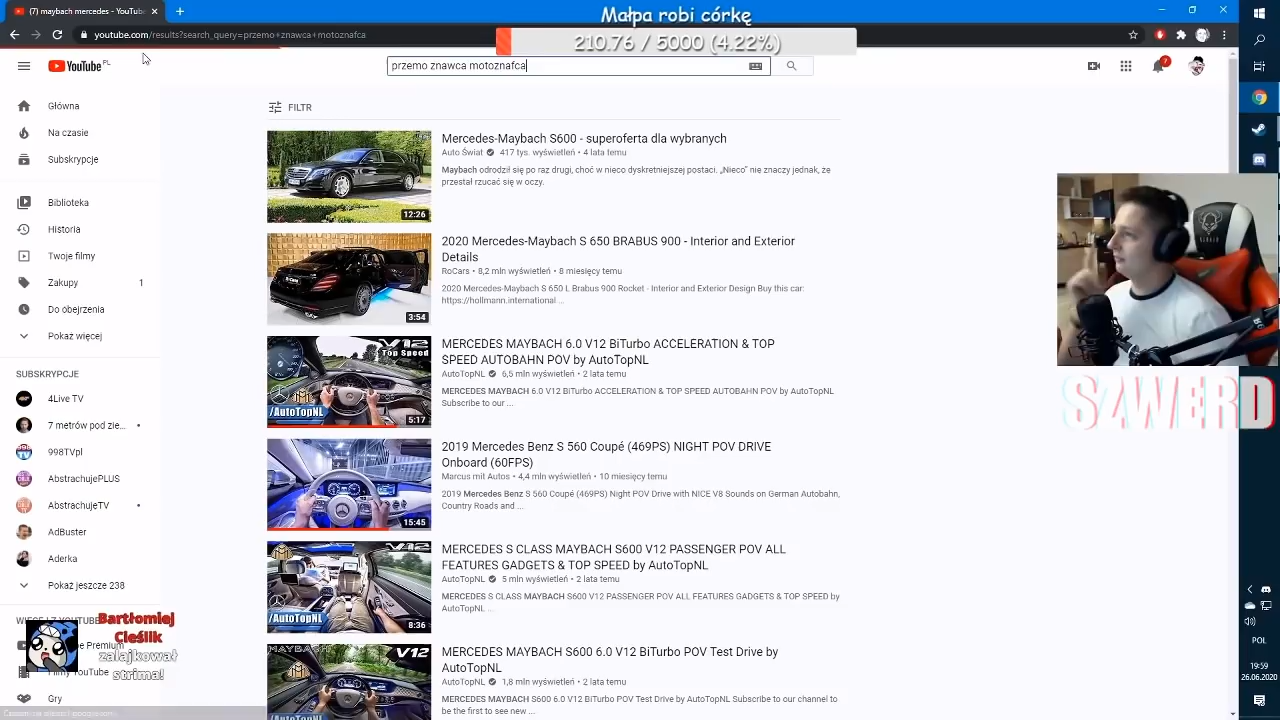 (7) maybach mercedes - YouTube
youtube.com/results?search_query=przemo+znawca+motoznafca
Małpa robi córkę
210.76 / 5000 (4.22%)
YouTube PL
przemo znawca motoznafca
7
Główna
Na czasie
Subskrypcje
Biblioteka
Historia
Twoje filmy
Zakupy 1
Do obejrzenia
Pokaż więcej
SUBSKRYPCJE
4Live TV
7 metrów pod zie...
998TVpl
AbstrachujePLUS
AbstrachujeTV
AdBuster
Aderka
Pokaż jeszcze 238
WIĘCEJ Z YOUTUBE
Premium
Filmy YouTube
Gry
Bartłomiej
Cieślik
zalajkował
strima!
FILTR
Mercedes-Maybach S600 - superoferta dla wybranych
Auto Świat 417 tys. wyświetleń • 4 lata temu
Maybach odrodził się po raz drugi, choć w nieco dyskretniejszej postaci. „Nieco" nie znaczy jednak, że
przestał rzucać się w oczy.
12:26
2020 Mercedes-Maybach S 650 BRABUS 900 - Interior and Exterior
Details
RoCars • 8,2 mln wyświetleń • 8 miesięcy temu
2020 Mercedes-Maybach S 650 L Brabus 900 Rocket - Interior and Exterior Design Buy this car:
https://hollmann.international ...
3:54
MERCEDES MAYBACH 6.0 V12 BiTurbo ACCELERATION & TOP
SPEED AUTOBAHN POV by AutoTopNL
AutoTopNL 6,5 mln wyświetleń • 2 lata temu
MERCEDES MAYBACH 6.0 V12 BiTurbo ACCELERATION & TOP SPEED AUTOBAHN POV by AutoTopNL
Subscribe to our ...
V12
Top Speed
/AutoTopNL
5:17
2019 Mercedes Benz S 560 Coupé (469PS) NIGHT POV DRIVE
Onboard (60FPS)
Marcus mit Autos • 4,4 mln wyświetleń • 10 miesięcy temu
2019 Mercedes Benz S 560 Coupé (469PS) Night POV Drive with NICE V8 Sounds on German Autobahn,
Country Roads and ...
15:45
MERCEDES S CLASS MAYBACH S600 V12 PASSENGER POV ALL
FEATURES GADGETS & TOP SPEED by AutoTopNL
AutoTopNL 5 mln wyświetleń • 2 lata temu
MERCEDES S CLASS MAYBACH S600 V12 PASSENGER POV ALL FEATURES GADGETS & TOP SPEED by
AutoTopNL ...
V12
/AutoTopNL
8:36
MERCEDES MAYBACH S600 6.0 V12 BiTurbo POV Test Drive by
AutoTopNL
AutoTopNL 1,8 mln wyświetleń • 2 lata temu
MERCEDES MAYBACH S600 6.0 V12 BiTurbo POV Test Drive by AutoTopNL Subscribe to our channel to
be the first to see new ...
MAYBACH V12
/AutoTopNL
SZWERD
POL
19:59
26.06.2020